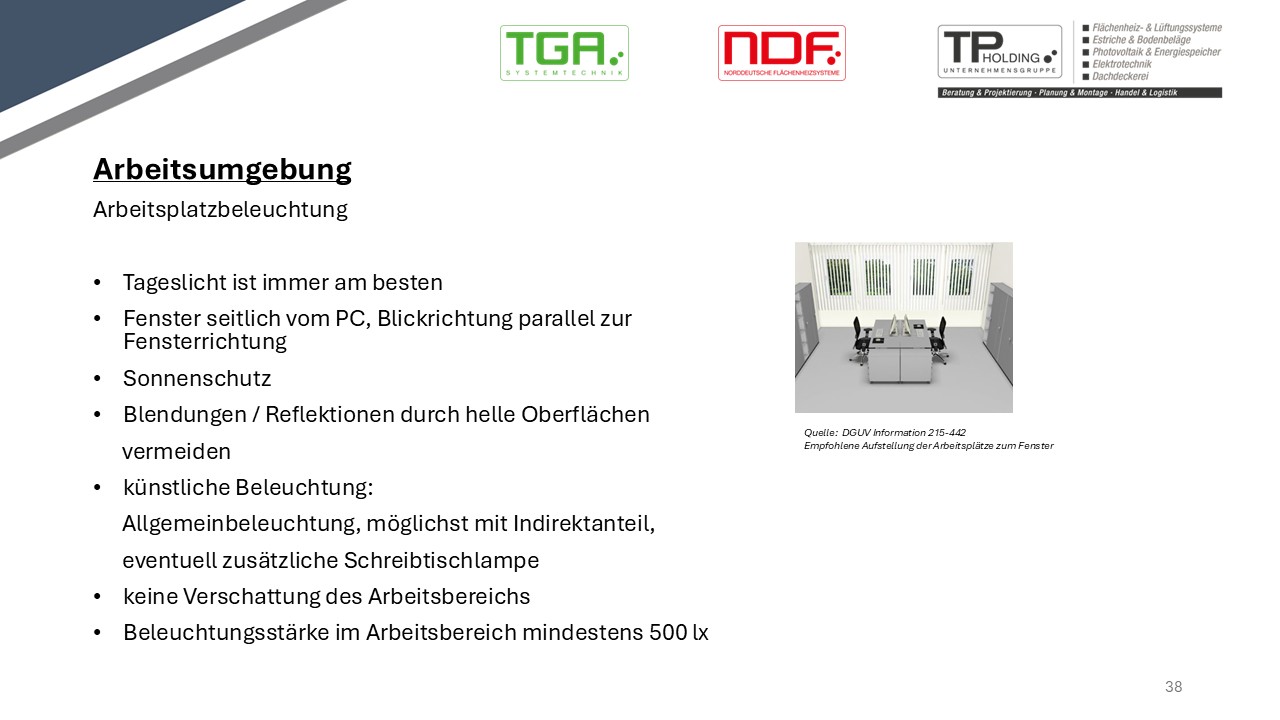 TGA
SYSTEMTECHNIK
NDF
NORDDEUTSCHE FLÄCHENHEIZSYSTEME
TP HOLDING
UNTERNEHMENSGRUPPE
Flächenheiz- & Lüftungssysteme
Estriche & Bodenbeläge
Photovoltaik & Energiespeicher
Elektrotechnik
Dachdeckerei
Beratung & Projektierung · Planung & Montage · Handel & Logistik
Arbeitsumgebung
Arbeitsplatzbeleuchtung
• Tageslicht ist immer am besten
• Fenster seitlich vom PC, Blickrichtung parallel zur
Fensterrichtung
• Sonnenschutz
• Blendungen / Reflektionen durch helle Oberflächen
vermeiden
• künstliche Beleuchtung:
Allgemeinbeleuchtung, möglichst mit Indirektanteil,
eventuell zusätzliche Schreibtischlampe
• keine Verschattung des Arbeitsbereichs
• Beleuchtungsstärke im Arbeitsbereich mindestens 500 lx
Quelle: DGUV Information 215-442
Empfohlene Aufstellung der Arbeitsplätze zum Fenster
38